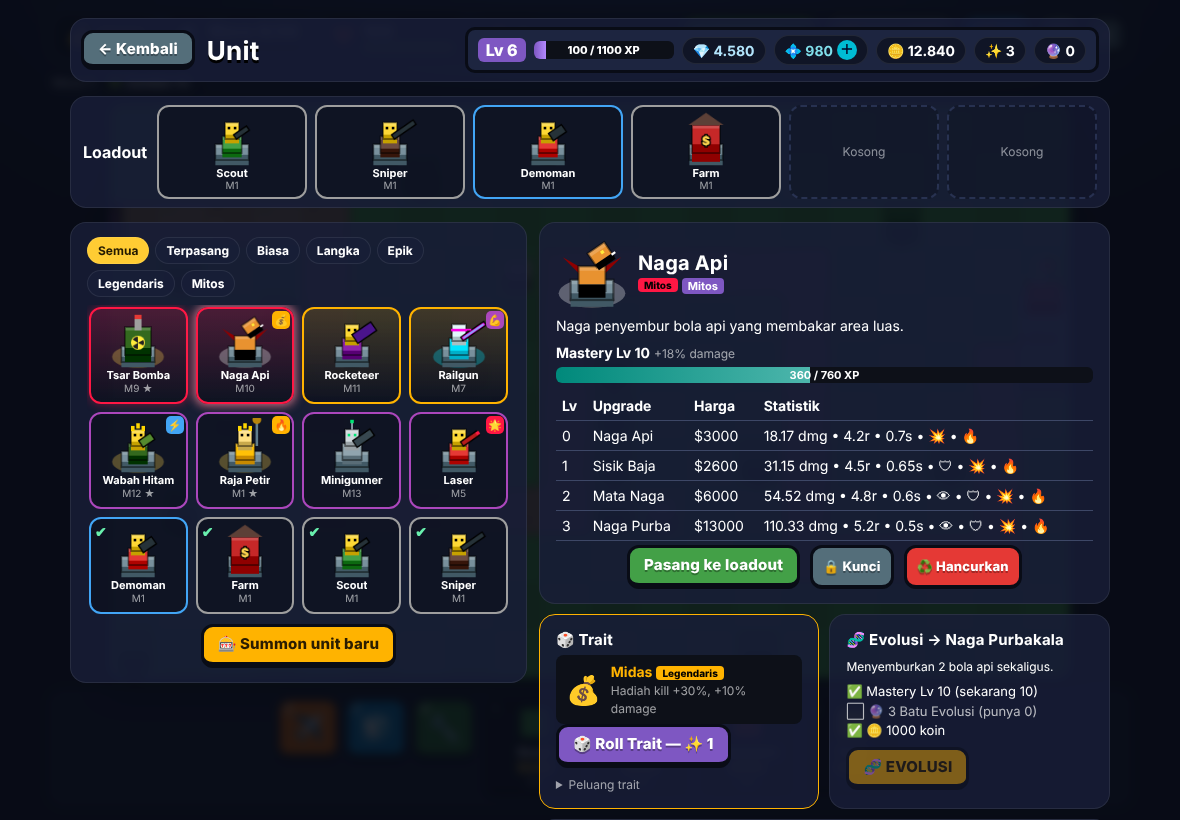 ← Kembali
Unit
Lv 6
100 / 1100 XP
4.580
980 +
12.840
3
0
Loadout
Scout
M1
Sniper
M1
Demoman
M1
Farm
M1
Kosong
Kosong
Semua
Terpasang
Biasa
Langka
Epik
Legendaris
Mitos
Tsar Bomba
M9 ★
Naga Api
M10
Rocketeer
M11
Railgun
M7
Wabah Hitam
M12 ★
Raja Petir
M1 ★
Minigunner
M13
Laser
M5
Demoman
M1
Farm
M1
Scout
M1
Sniper
M1
Summon unit baru
Naga Api
Mitos Mitos
Naga penyembur bola api yang membakar area luas.
Mastery Lv 10 +18% damage
360 / 760 XP
Lv Upgrade Harga Statistik
0 Naga Api $3000 18.17 dmg • 4.2r • 0.7s • 💥 • 🔥
1 Sisik Baja $2600 31.15 dmg • 4.5r • 0.65s • 🛡 • 💥 • 🔥
2 Mata Naga $6000 54.52 dmg • 4.8r • 0.6s • 👁 • 🛡 • 💥 • 🔥
3 Naga Purba $13000 110.33 dmg • 5.2r • 0.5s • 👁 • 🛡 • 💥 • 🔥
Pasang ke loadout
🔒 Kunci
♻️ Hancurkan
🎲 Trait
Midas Legendaris
Hadiah kill +30%, +10%
damage
🎲 Roll Trait — ✨ 1
▶ Peluang trait
🧬 Evolusi → Naga Purbakala
Menyemburkan 2 bola api sekaligus.
✅ Mastery Lv 10 (sekarang 10)
⬜ 🔮 3 Batu Evolusi (punya 0)
✅ 🪙 1000 koin
🧬 EVOLUSI